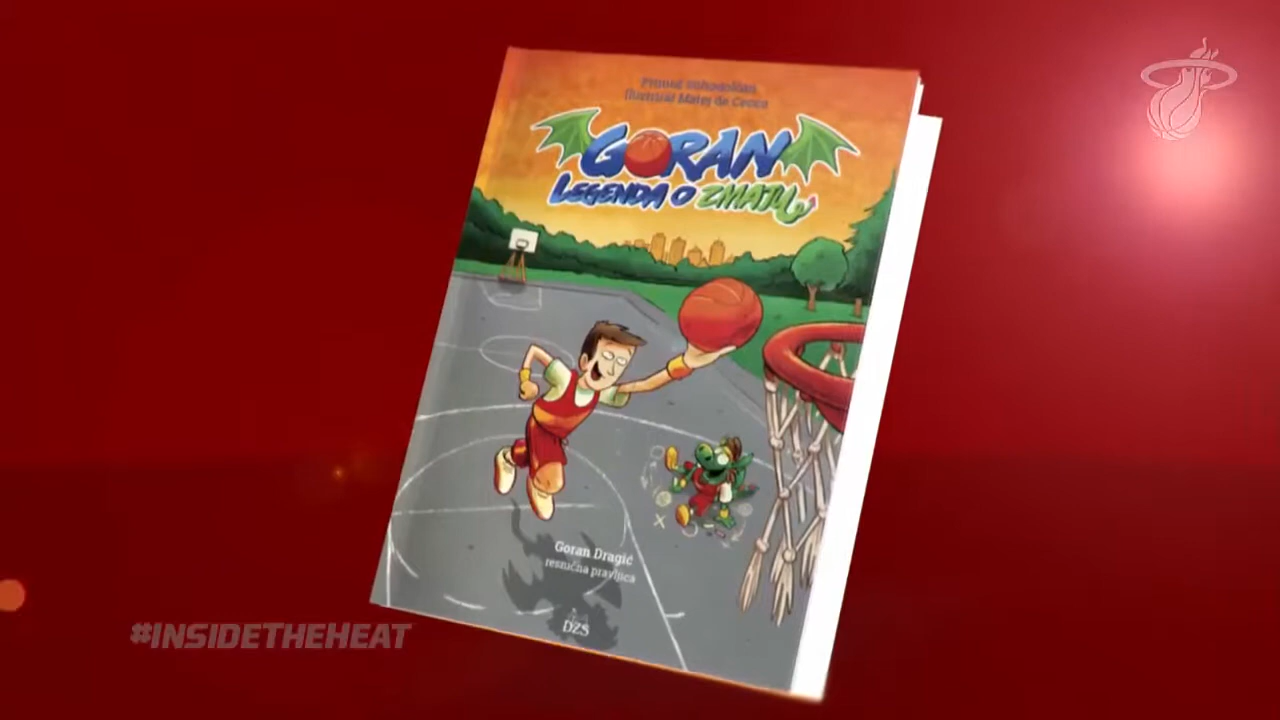 Primož Suhodolčan
Ilustriral Matej de Cecco
GORAN
LEGENDA O ZMAJU
Goran Dragić
resnična pravljica
DZS
#INSIDETHEHEAT